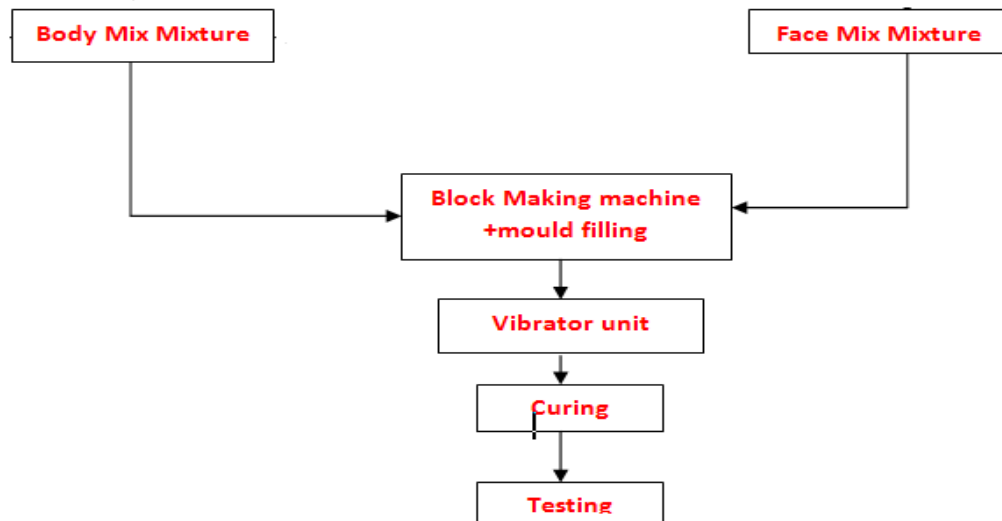 Body Mix Mixture
Face Mix Mixture
Block Making machine
+mould filling
Vibrator unit
Curing
Testing